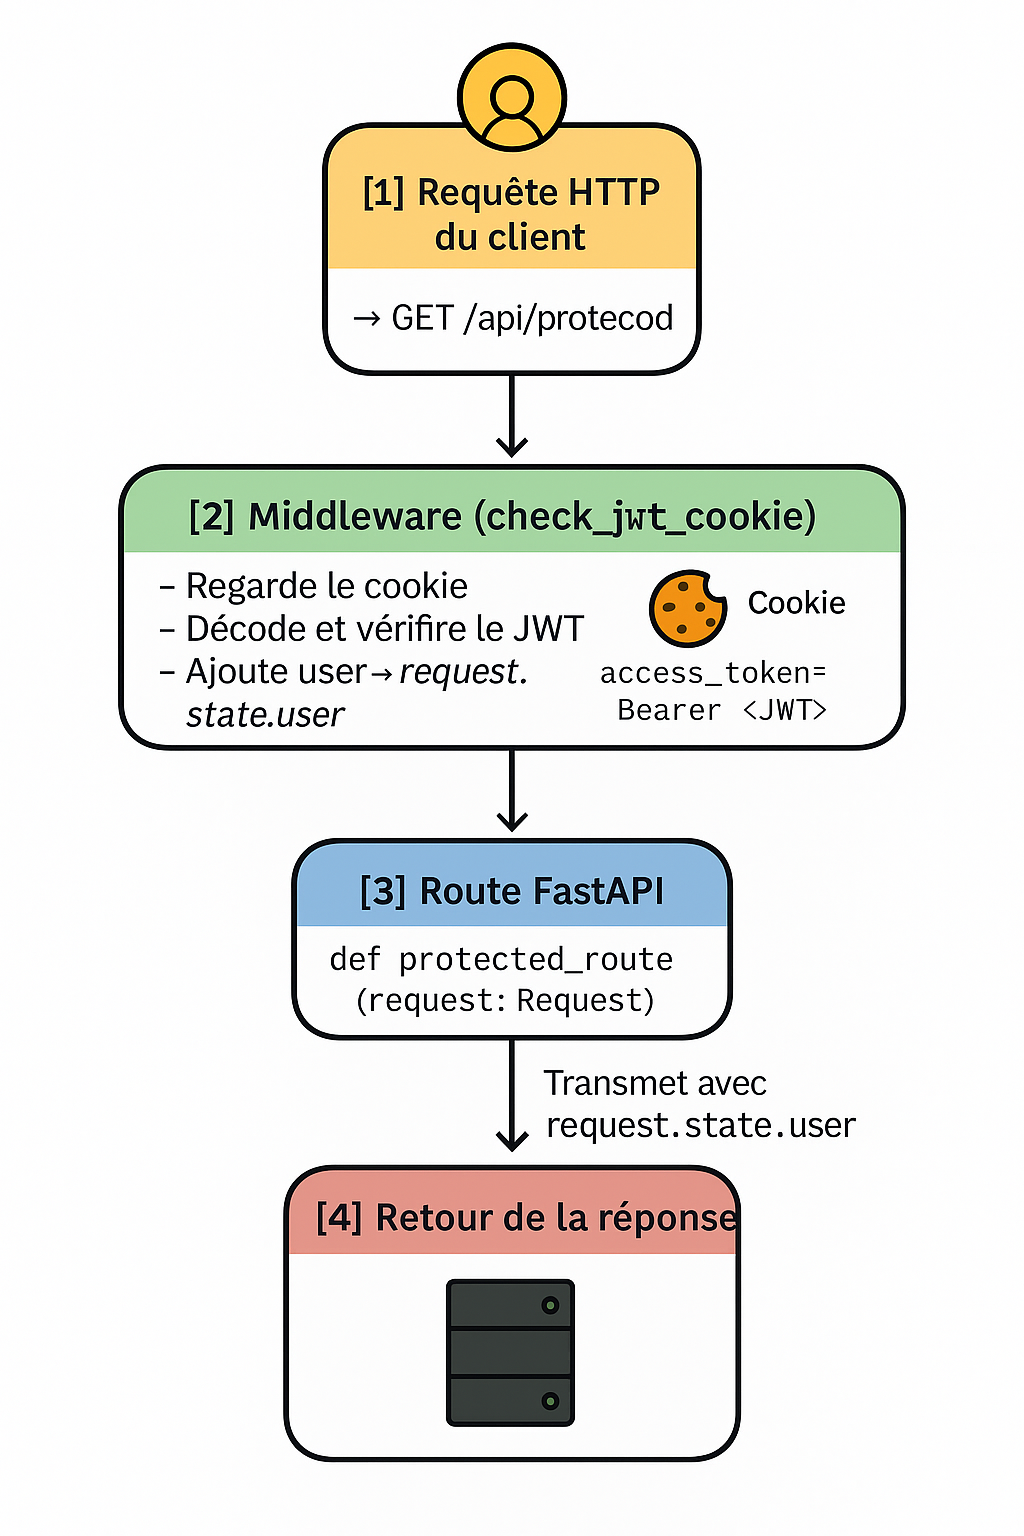 [1] Requête HTTP
du client
→ GET /api/protecod
[2] Middleware (check_jwt_cookie)
– Regarde le cookie
– Décode et vérifire le JWT
– Ajoute user→request.
state.user
Cookie
access_token=
Bearer <JWT>
[3] Route FastAPI
def protected_route
(request: Request)
Transmet avec
request.state.user
[4] Retour de la réponse